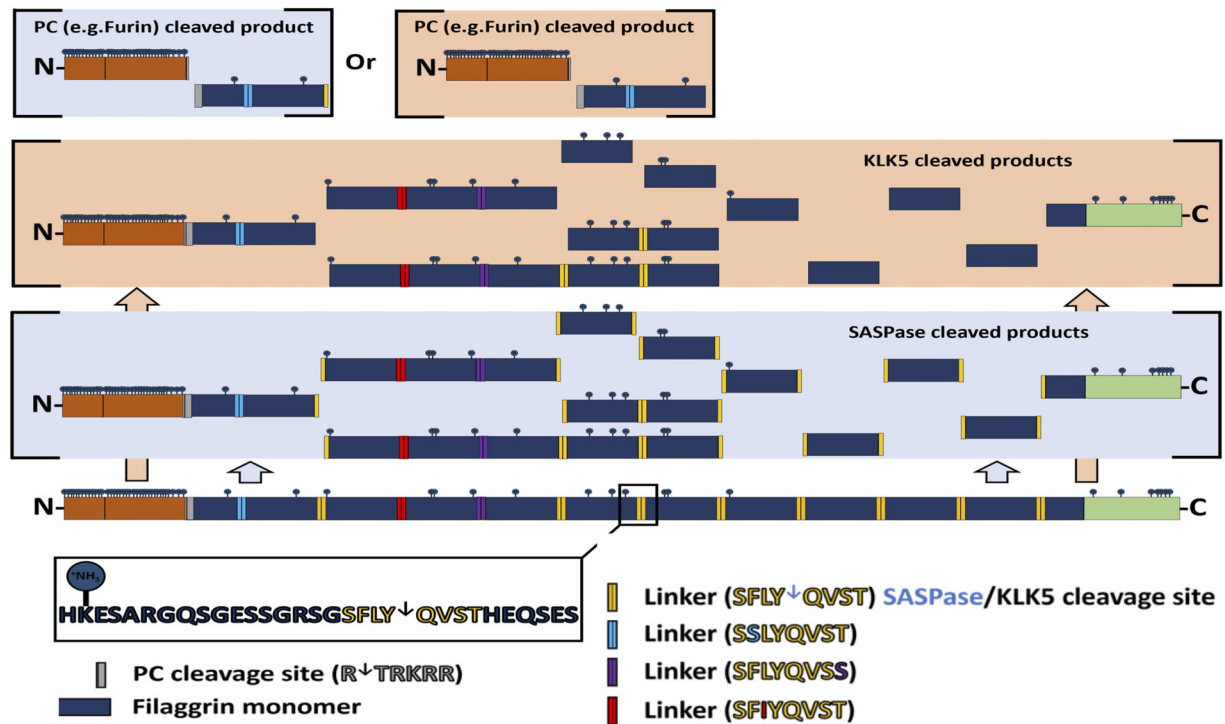 PC (e.g.Furin) cleaved product
N
Or
PC (e.g.Furin) cleaved product
N
KLK5 cleaved products
N
C
SASPase cleaved products
N
C
N
C
⁺NH₃
HKESARGQSGESSGRSGSFLY↓QVSTHEQSES
PC cleavage site (R↓TRKRR)
Filaggrin monomer
Linker (SFLY↓QVST) SASPase/KLK5 cleavage site
Linker (SSLYQVST)
Linker (SFLYQVSS)
Linker (SFIYQVST)